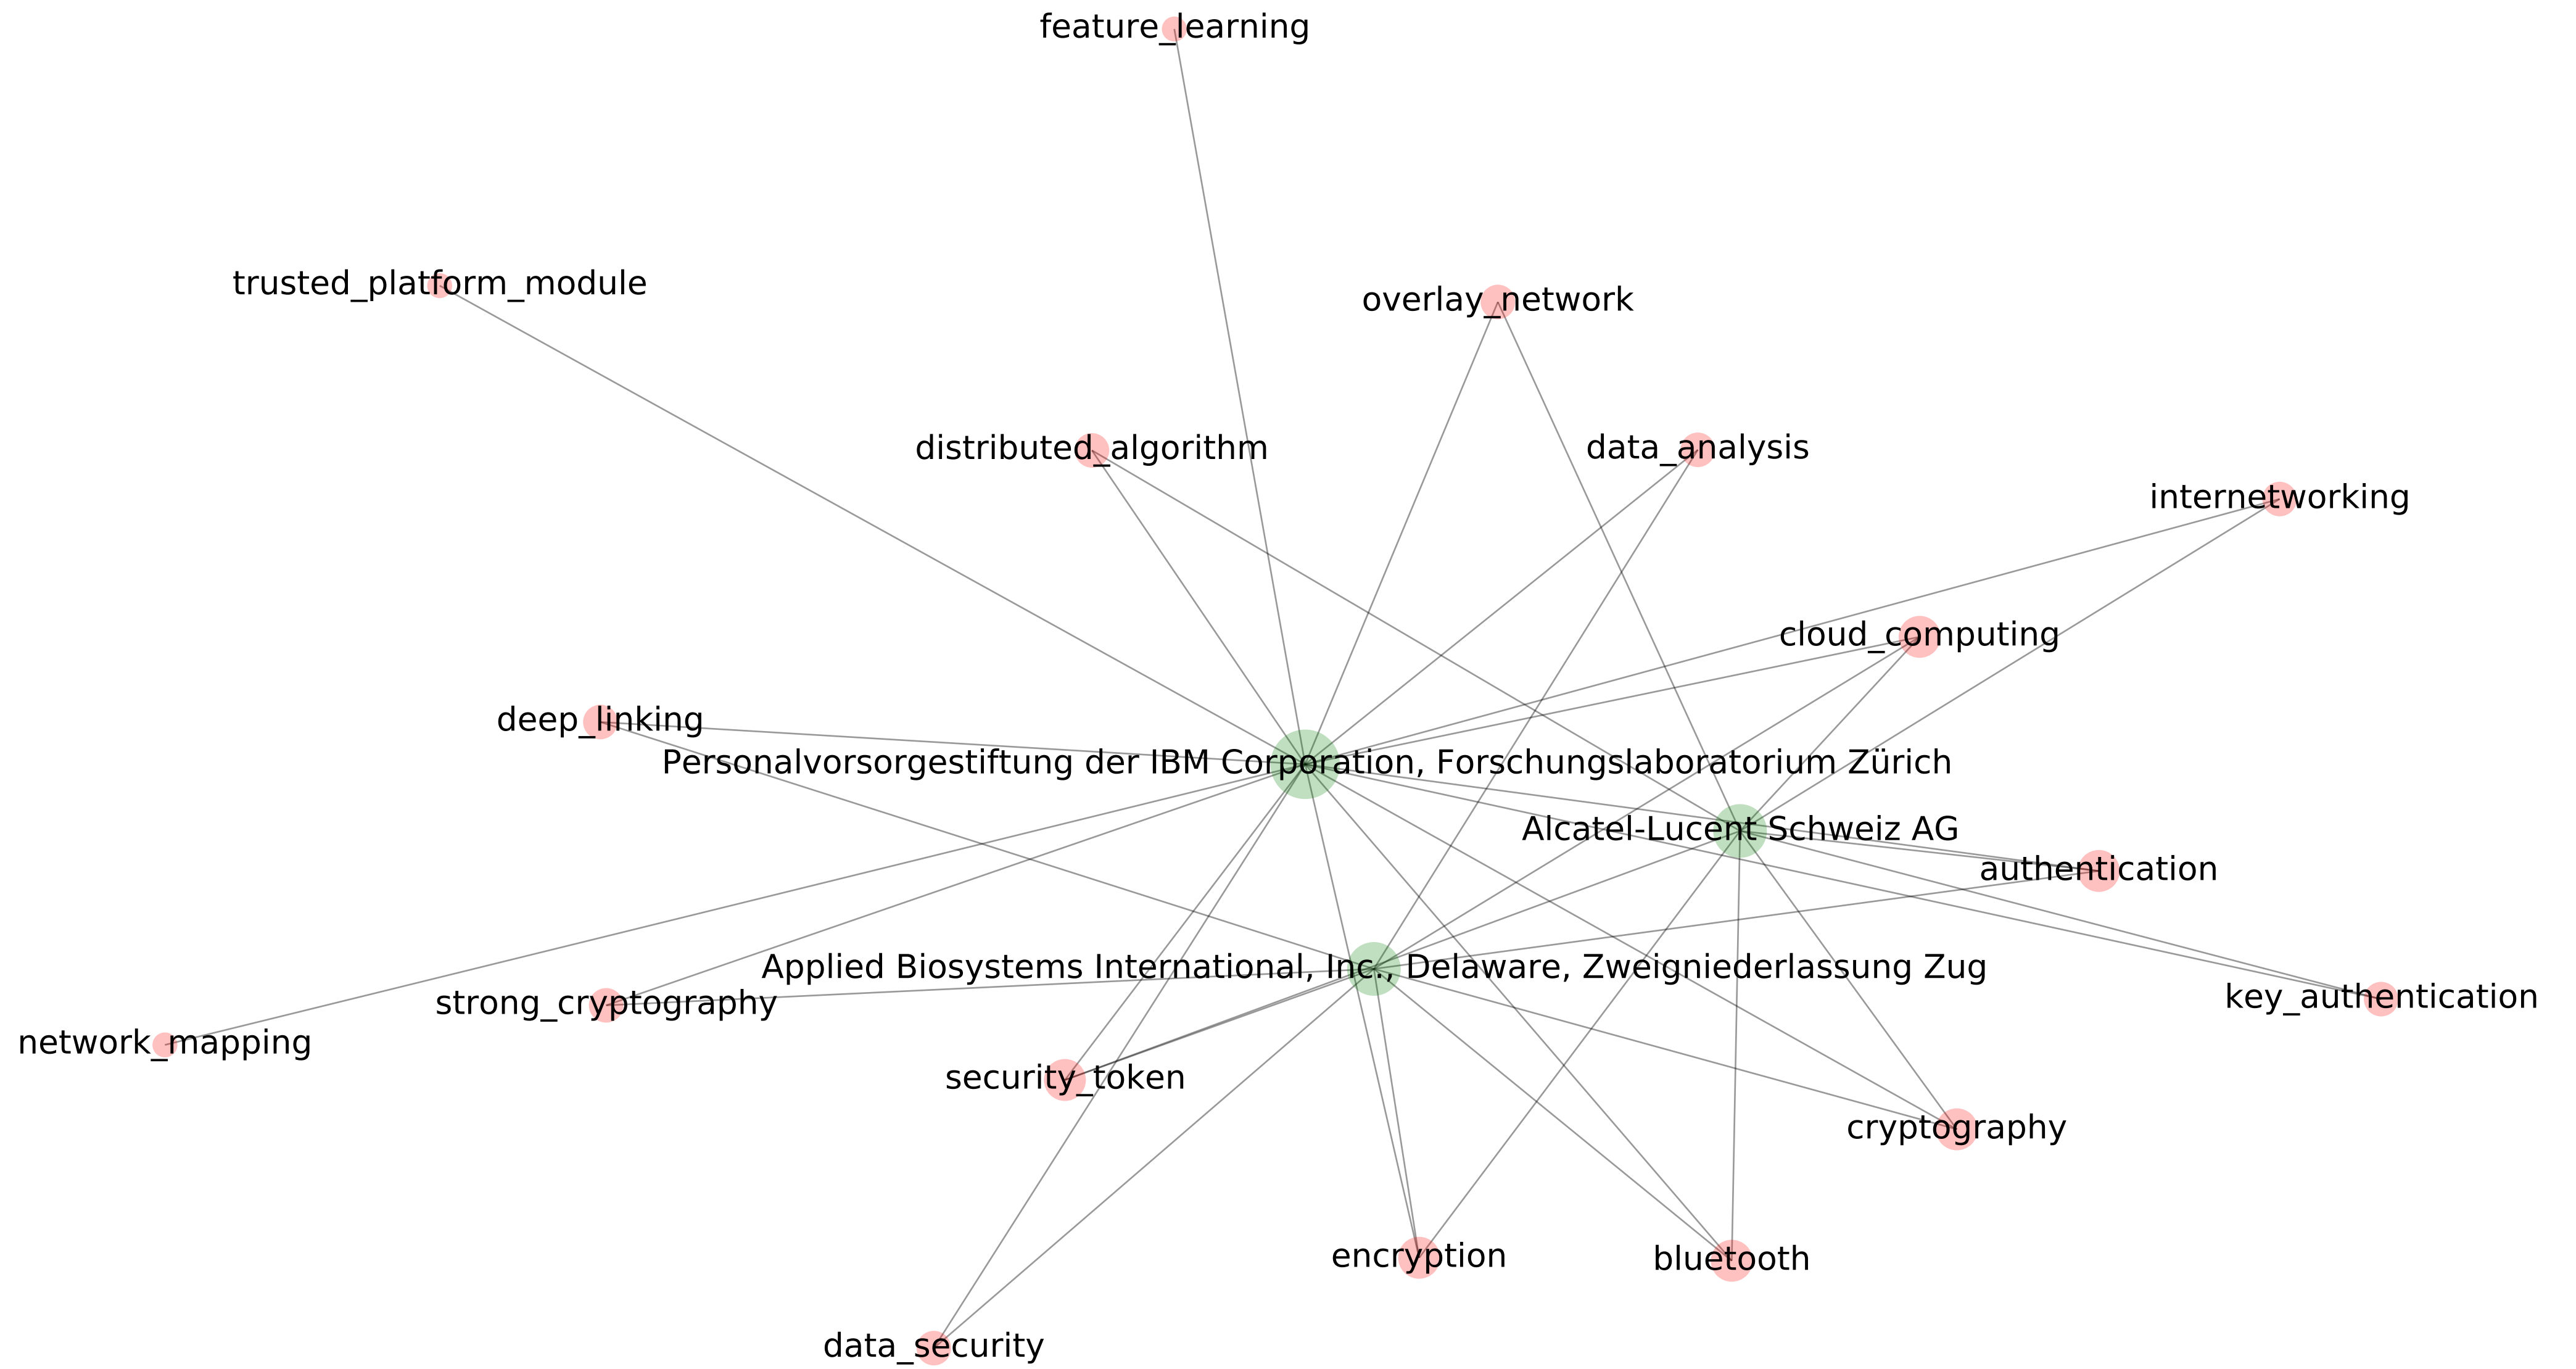 feature_learning
trusted_platform_module
overlay_network
distributed_algorithm
data_analysis
internetworking
cloud_computing
deep_linking
Personalvorsorgestiftung der IBM Corporation, Forschungslaboratorium Zürich
Alcatel-Lucent Schweiz AG
authentication
Applied Biosystems International, Inc., Delaware, Zweigniederlassung Zug
key_authentication
strong_cryptography
network_mapping
security_token
cryptography
encryption
bluetooth
data_security